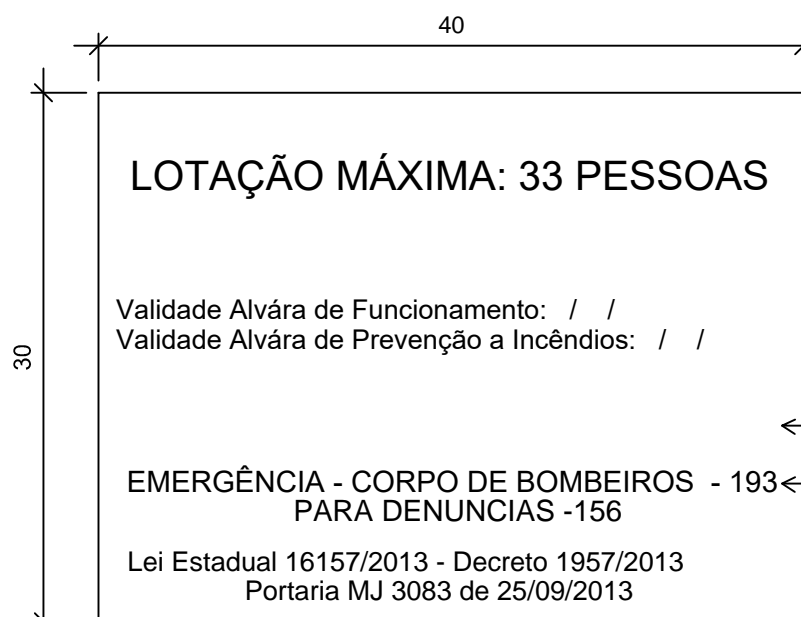 40
LOTAÇÃO MÁXIMA: 33 PESSOAS
Validade Alvára de Funcionamento: / /
Validade Alvára de Prevenção a Incêndios: / /
30
EMERGÊNCIA - CORPO DE BOMBEIROS - 193
PARA DENUNCIAS -156
Lei Estadual 16157/2013 - Decreto 1957/2013
Portaria MJ 3083 de 25/09/2013